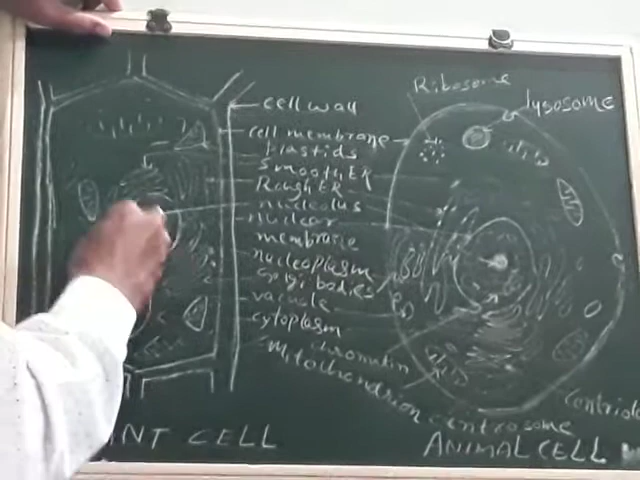 Ribosome
lysosome
cell wall
cell membrane
Plastids
Smooth ER
Rough ER
nucleolus
Nuclear
membrane
nucleoplasm
Golgi bodies
vacuole
cytoplasm
chromatin
Mitochondrion
centrosome
Centriole
ANT CELL
ANIMAL CELL